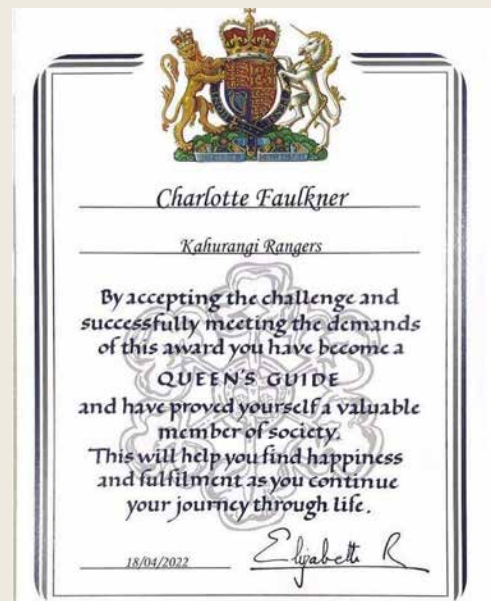 Charlotte Faulkner
Kahurangi Rangers
By accepting the challenge and
successfully meeting the demands
of this award you have become a
QUEEN'S GUIDE
and have proved yourself a valuable
member of society.
This will help you find happiness
and fulfilment as you continue
your journey through life.
18/04/2022
Elizabeth R